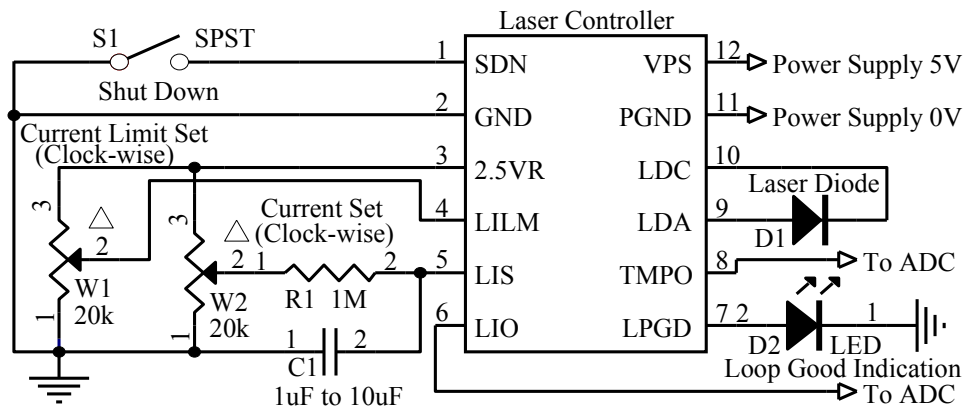 Laser Controller
S1 SPST
Shut Down
1 SDN VPS 12 Power Supply 5V
2 GND PGND 11 Power Supply 0V
Current Limit Set
(Clock-wise)
3 2.5VR LDC 10
Laser Diode
4 LILM LDA 9
D1
Current Set
(Clock-wise)
3
2
W1
20k
1
3
2
W2
20k
1
1 R1 1M 2
5 LIS TMPO 8 To ADC
6 LIO LPGD 7 2 D2 LED 1
1 C1 2
1uF to 10uF
Loop Good Indication
To ADC